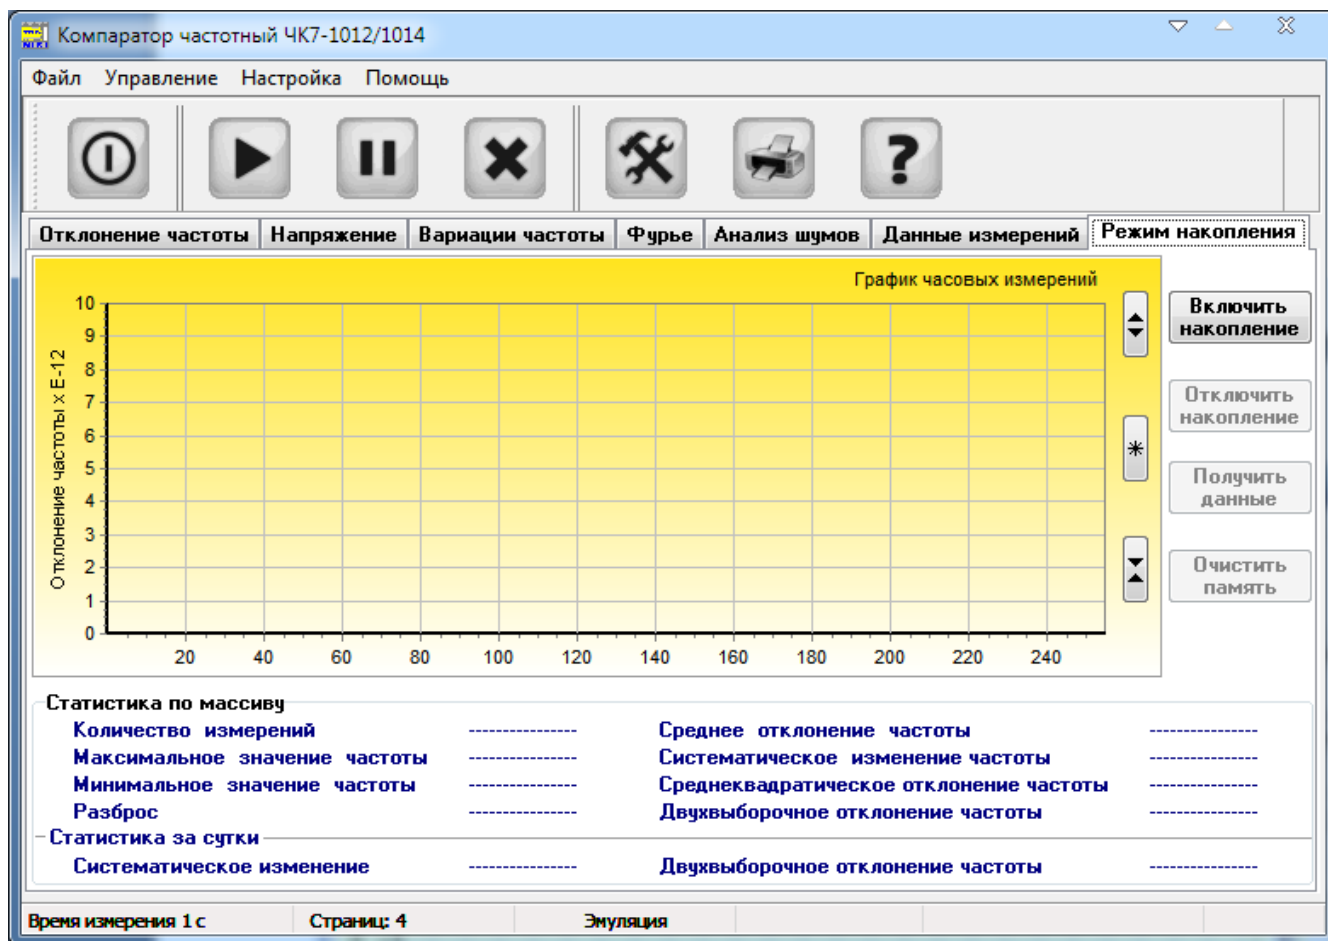 Компаратор частотный ЧК7-1012/1014
Файл Управление Настройка Помощь
Отклонение частоты Напряжение Вариации частоты Фурье Анализ шумов Данные измерений Режим накопления
График часовых измерений
Отклонение частоты x E-12
10
9
8
7
6
5
4
3
2
1
0
20 40 60 80 100 120 140 160 180 200 220 240
Включить
накопление
Отключить
накопление
Получить
данные
Очистить
память
Статистика по массиву
Количество измерений --------------- Среднее отклонение частоты ---------------
Максимальное значение частоты --------------- Систематическое изменение частоты ---------------
Минимальное значение частоты --------------- Среднеквадратическое отклонение частоты ---------------
Разброс --------------- Двухвыборочное отклонение частоты ---------------
Статистика за сутки
Систематическое изменение --------------- Двухвыборочное отклонение частоты ---------------
Время измерения 1 с Страниц: 4 Эмуляция